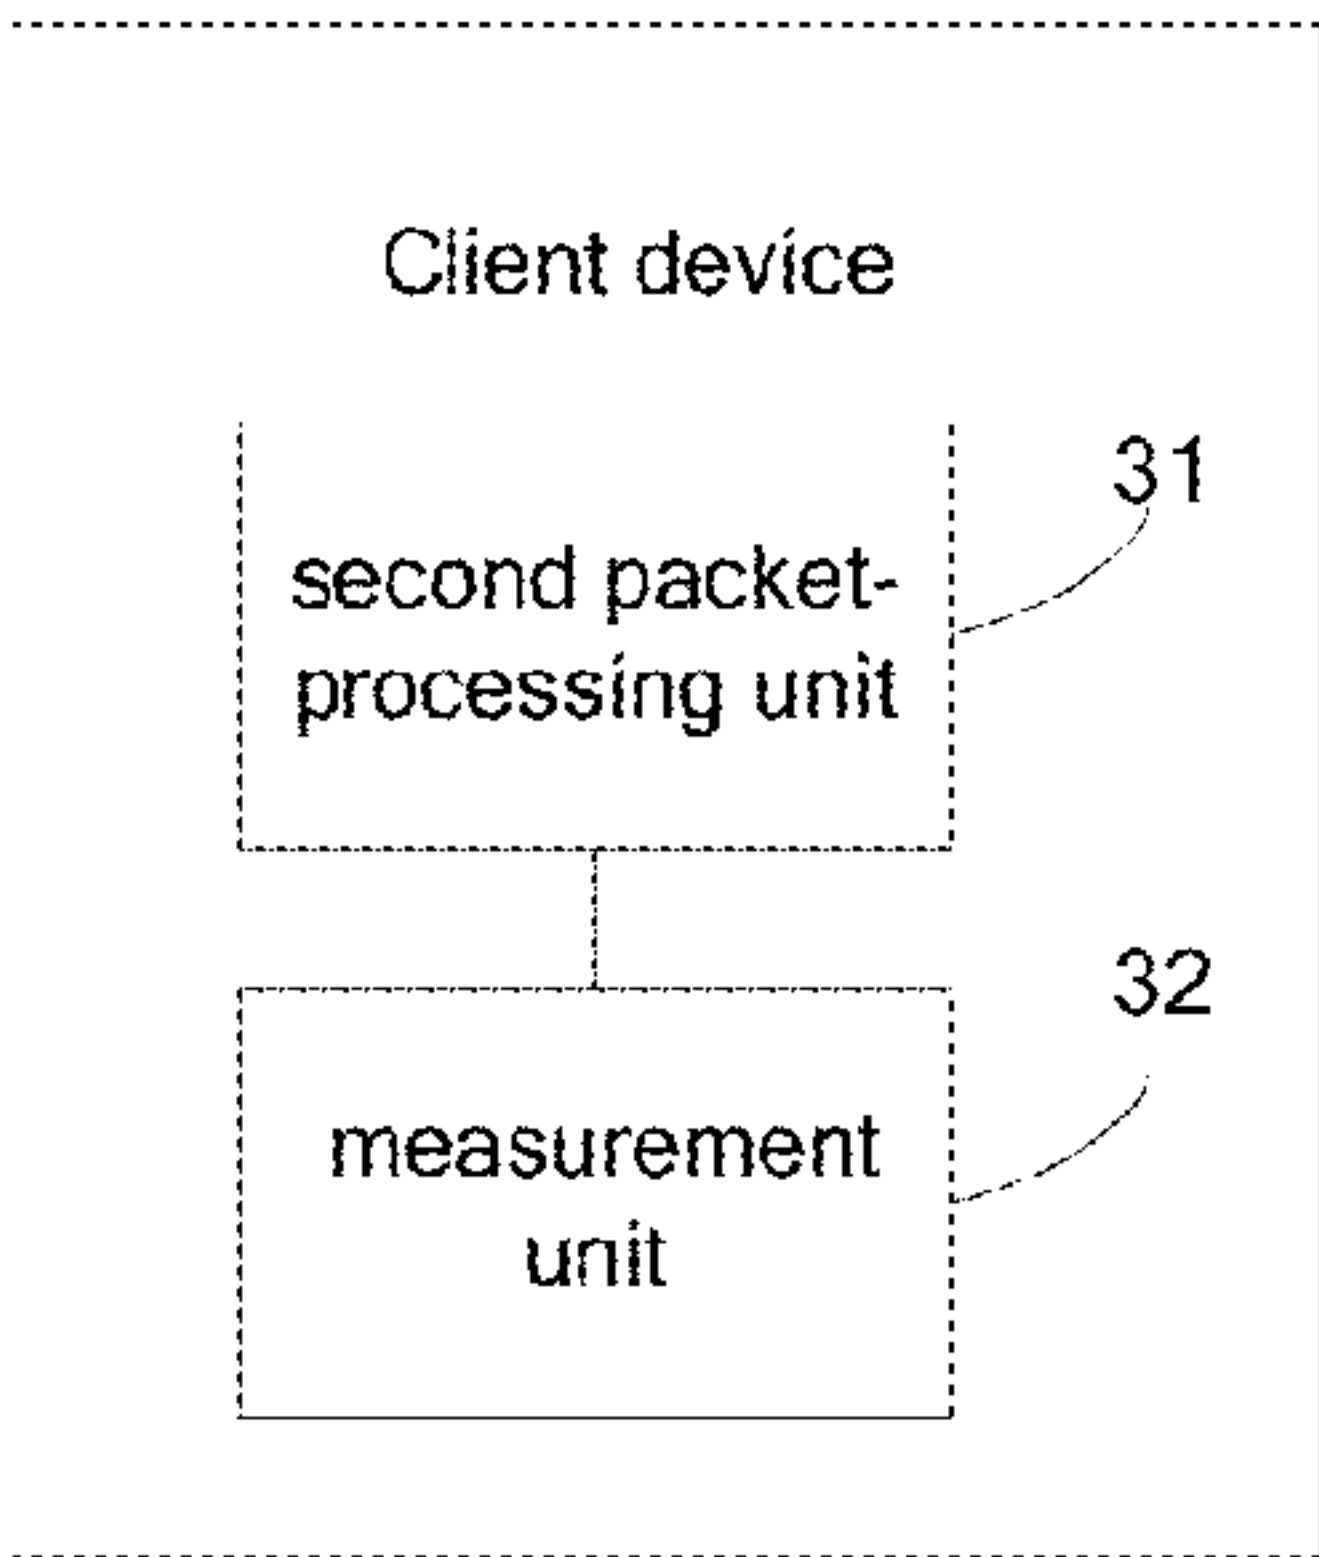 Client device
31
second packet-
processing unit
32
measurement
unit